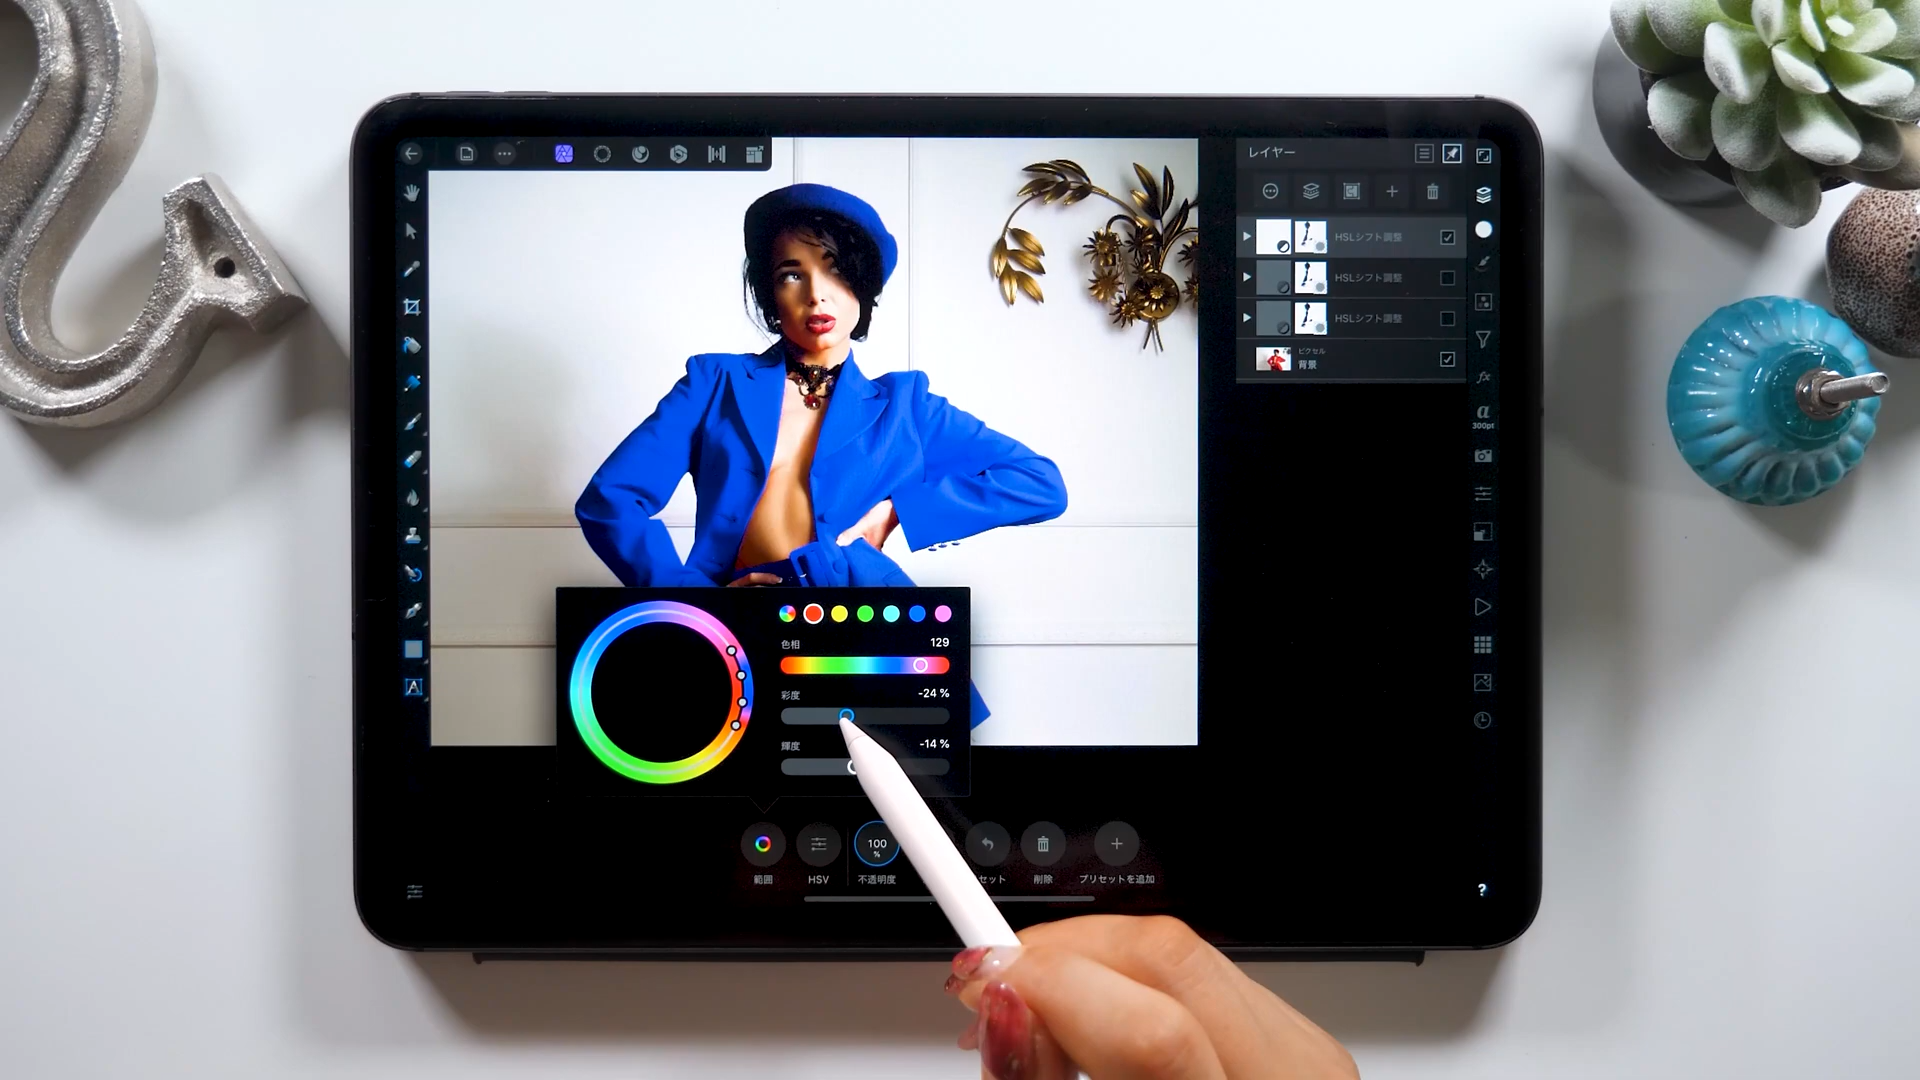 レイヤー
HSLシフト調整
HSLシフト調整
HSLシフト調整
ピクセル
背景
fx
a
300pt
A
色相
129
彩度
-24 %
輝度
-14 %
100
%
範囲
HSV
不透明度
セット
削除
プリセットを追加
?